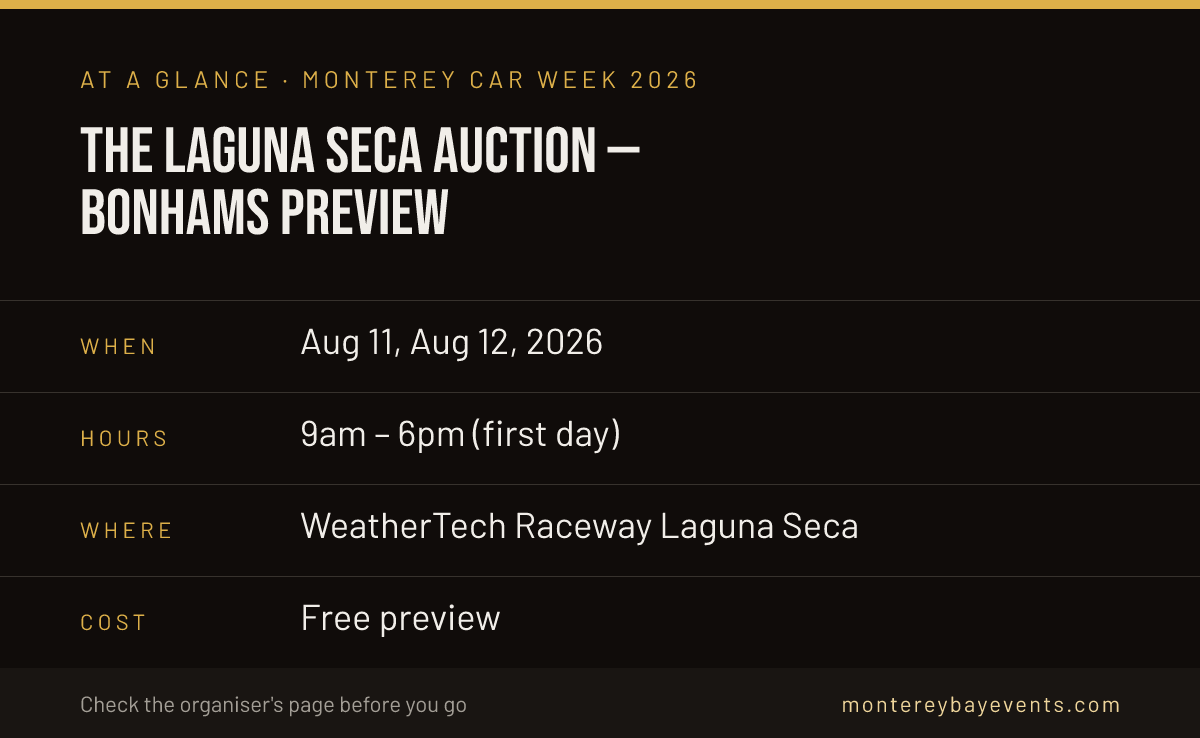 AT A GLANCE · MONTEREY CAR WEEK 2026
THE LAGUNA SECA AUCTION —
BONHAMS PREVIEW
WHEN
Aug 11, Aug 12, 2026
HOURS
9am – 6pm (first day)
WHERE
WeatherTech Raceway Laguna Seca
COST
Free preview
Check the organiser's page before you go
montereybayevents.com